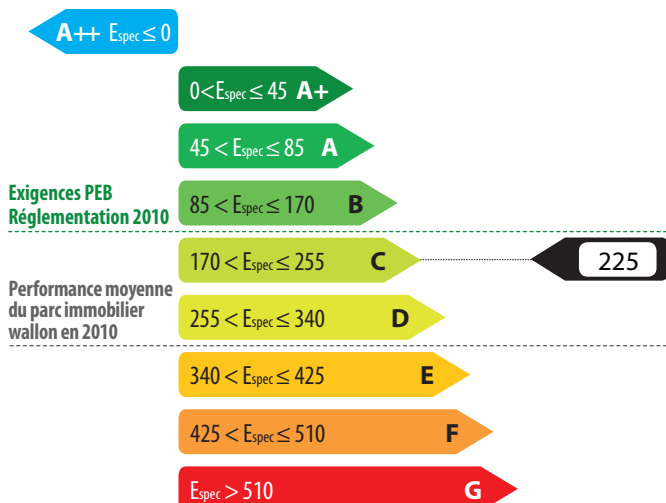 A++ Espec ≤ 0
0<Espec ≤ 45 A+
45 < Espec ≤ 85 A
Exigences PEB
Réglementation 2010
85 < Espec ≤ 170 B
170 < Espec ≤ 255 C
225
Performance moyenne
du parc immobilier
wallon en 2010
255 < Espec ≤ 340 D
340 < Espec ≤ 425 E
425 < Espec ≤ 510 F
Espec > 510 G